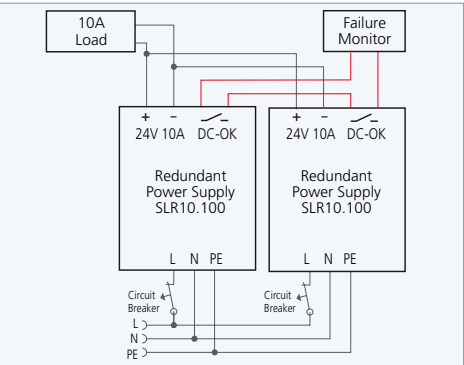 10A
Load
Failure
Monitor
+ – + –
24V 10A DC-OK 24V 10A DC-OK
Redundant
Power Supply
SLR10.100
Redundant
Power Supply
SLR10.100
L N PE L N PE
Circuit
Breaker
Circuit
Breaker
L
N
PE